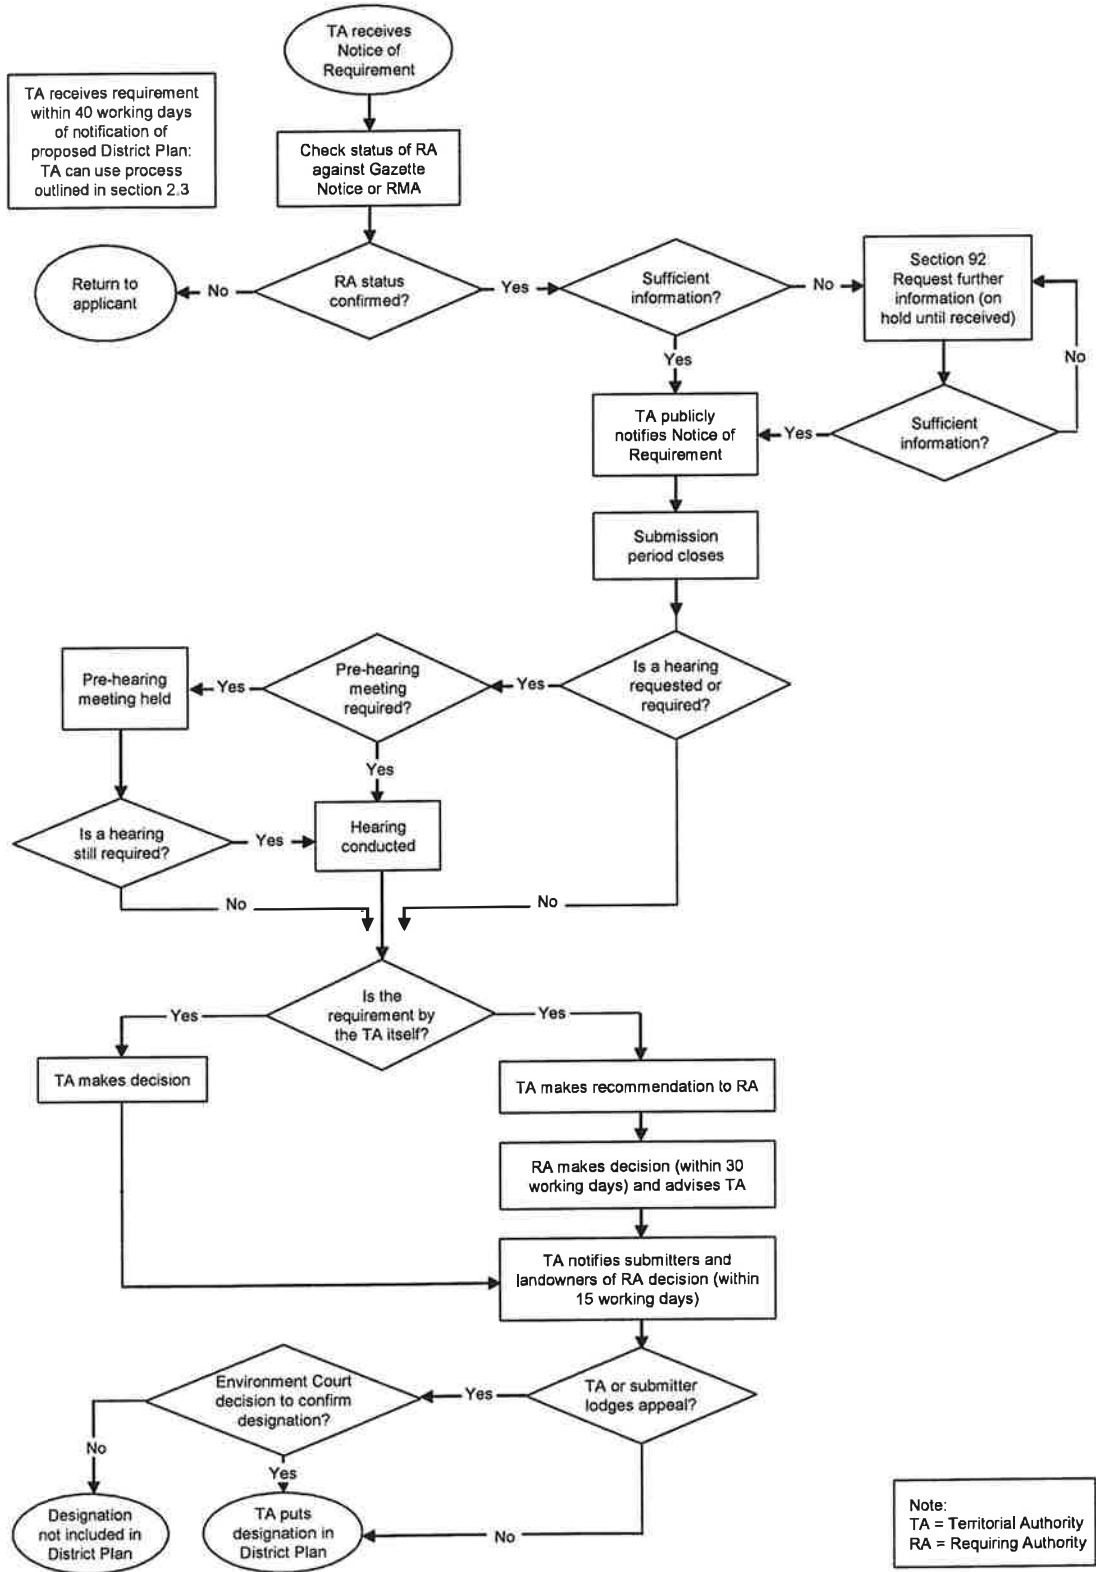 TA receives
Notice of
Requirement
TA receives requirement
within 40 working days
of notification of
proposed District Plan:
TA can use process
outlined in section 2.3
Check status of RA
against Gazette
Notice or RMA
Return to
applicant
No
RA status
confirmed?
Yes
Sufficient
information?
No
Section 92
Request further
information (on
hold until received)
Yes
No
TA publicly
notifies Notice of
Requirement
Yes
Sufficient
information?
Submission
period closes
Pre-hearing
meeting held
Yes
Pre-hearing
meeting
required?
Yes
Is a hearing
requested or
required?
Yes
Is a hearing
still required?
Yes
Hearing
conducted
No
No
Is the
requirement by
the TA itself?
Yes
Yes
TA makes decision
TA makes recommendation to RA
RA makes decision (within 30
working days) and advises TA
TA notifies submitters and
landowners of RA decision (within
15 working days)
Environment Court
decision to confirm
designation?
Yes
TA or submitter
lodges appeal?
No
Yes
Designation
not included in
District Plan
TA puts
designation in
District Plan
No
Note:
TA = Territorial Authority
RA = Requiring Authority